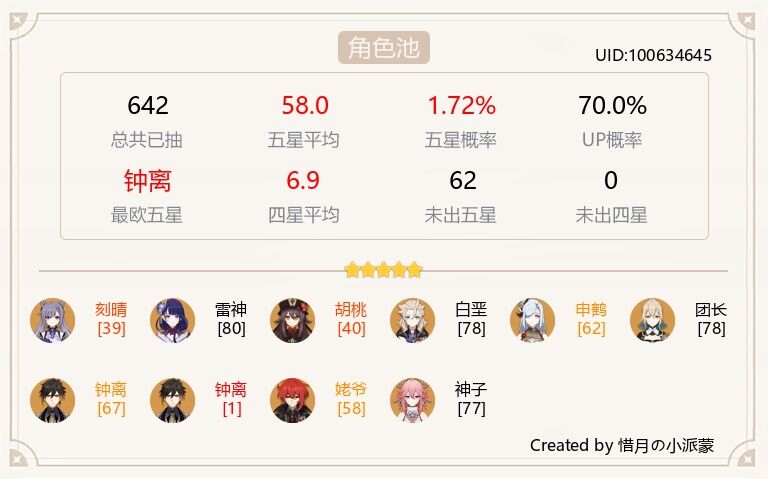 角色池
UID:100634645
642 58.0 1.72% 70.0%
总共已抽 五星平均 五星概率 UP概率
钟离 6.9 62 0
最欧五星 四星平均 未出五星 未出四星
刻晴 雷神 胡桃 白垩 申鹤 团长
[39] [80] [40] [78] [62] [78]
钟离 钟离 姥爷 神子
[67] [1] [58] [77]
Created by 惜月の小派蒙